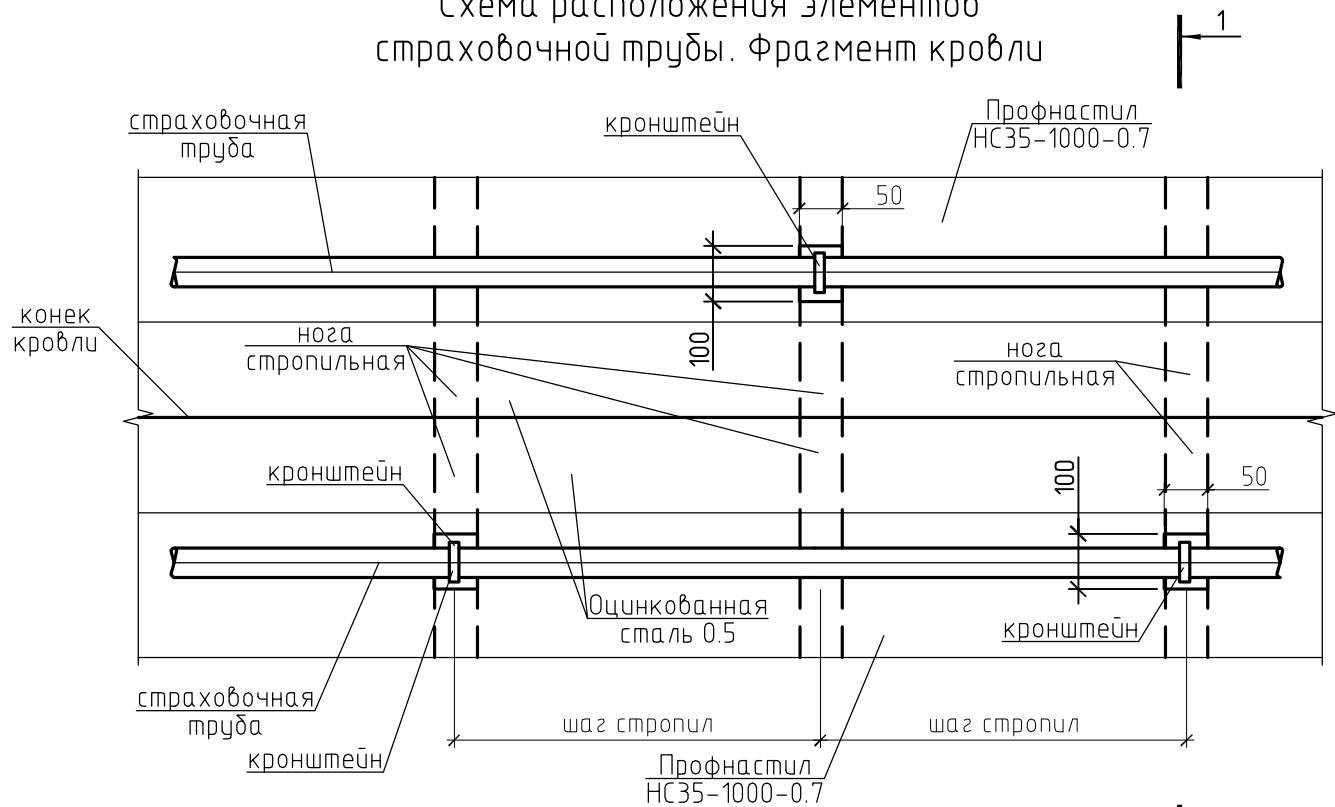 Схема расположения элементов
страховочной трубы. Фрагмент кровли
1
страховочная
труба
кронштейн
Профнастил
НС35-1000-0.7
50
100
конек
кровли
нога
стропильная
нога
стропильная
кронштейн
100
50
Оцинкованная
сталь 0.5
кронштейн
страховочная
труба
кронштейн
шаг стропил
шаг стропил
Профнастил
НС35-1000-0.7